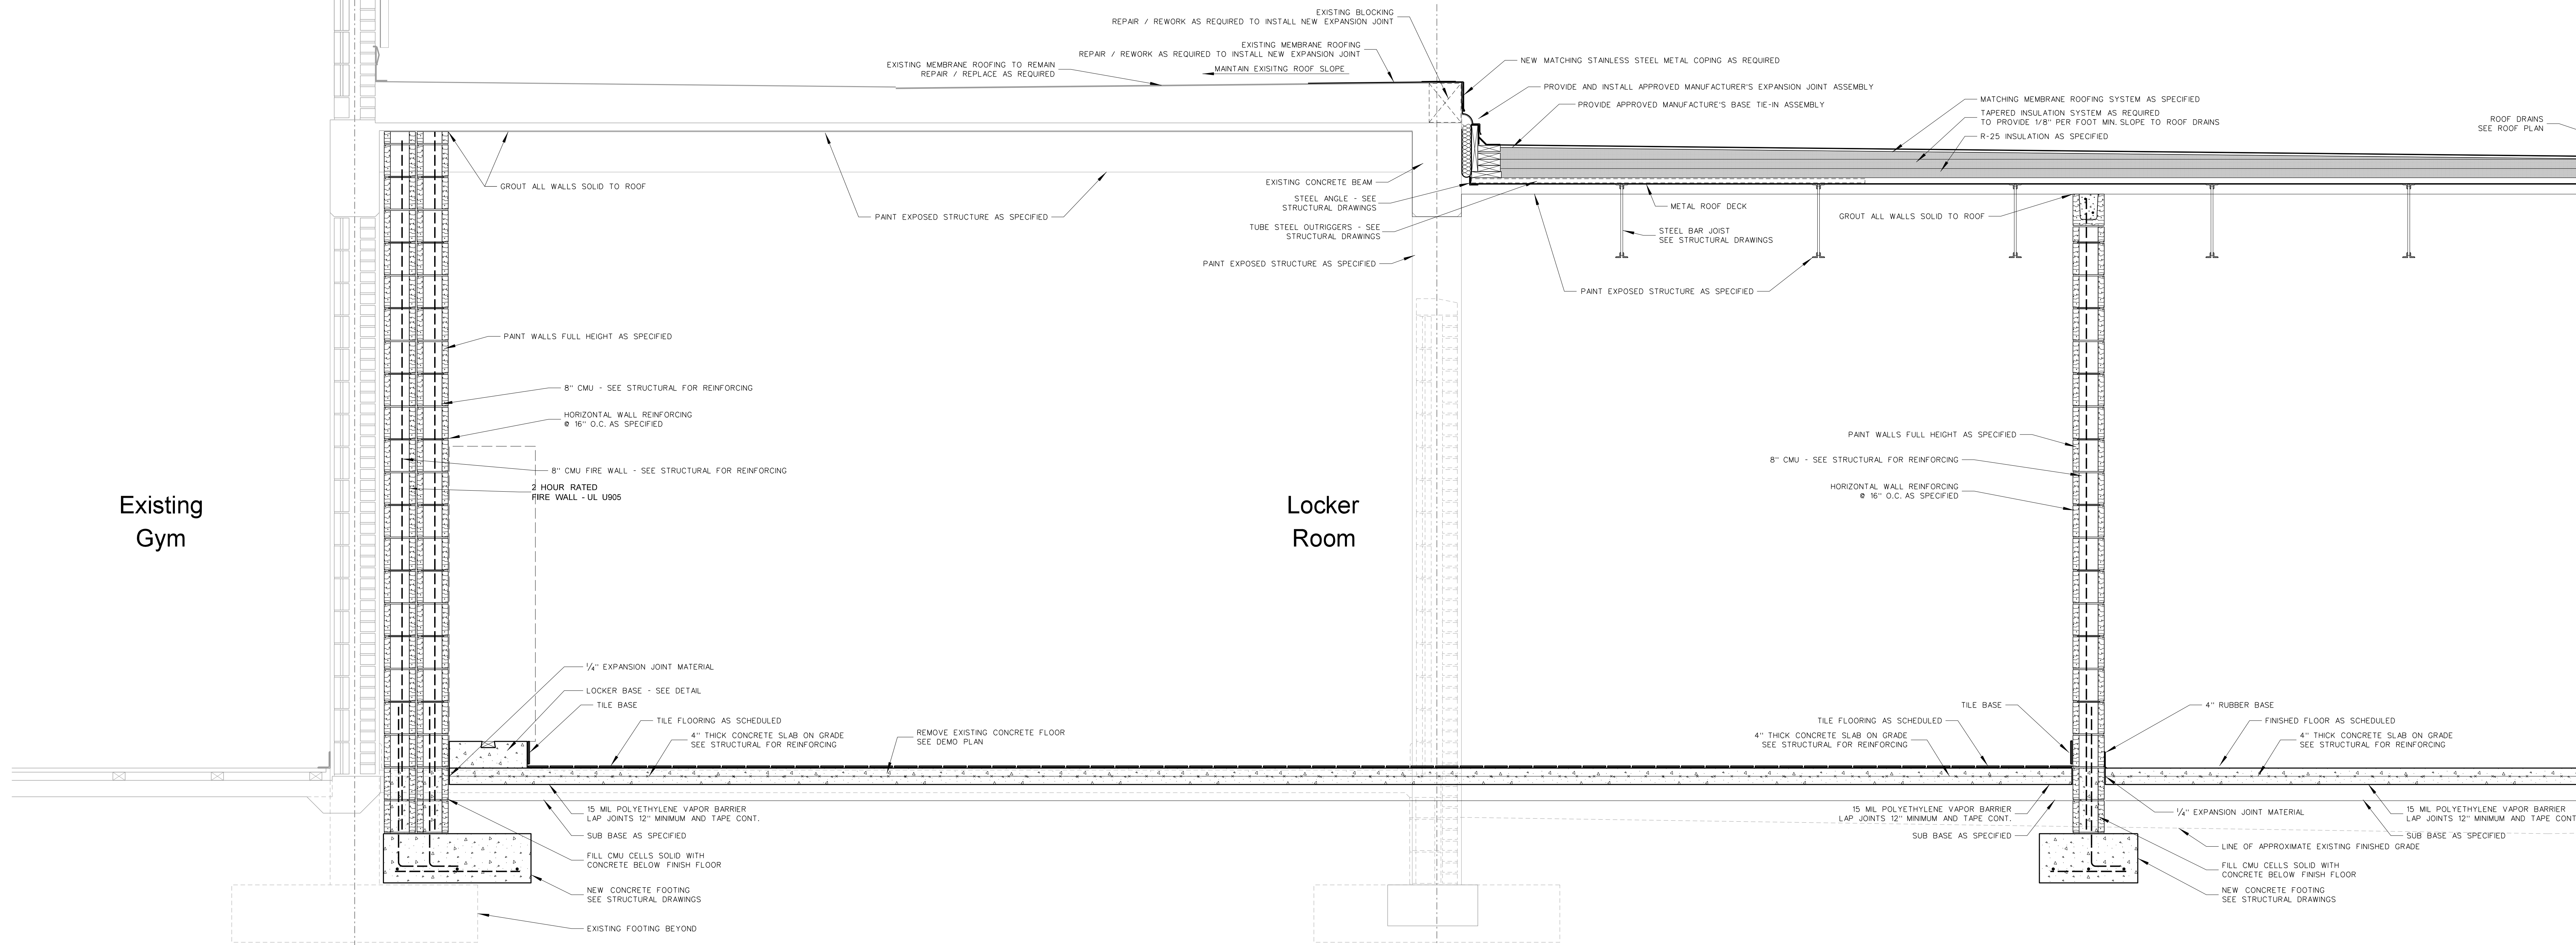 EXISTING BLOCKING
REPAIR / REWORK AS REQUIRED TO INSTALL NEW EXPANSION JOINT
EXISTING MEMBRANE ROOFING
REPAIR / REWORK AS REQUIRED TO INSTALL NEW EXPANSION JOINT
EXISTING MEMBRANE ROOFING TO REMAIN
REPAIR / REPLACE AS REQUIRED
MAINTAIN EXISITNG ROOF SLOPE
NEW MATCHING STAINLESS STEEL METAL COPING AS REQUIRED
PROVIDE AND INSTALL APPROVED MANUFACTURER'S EXPANSION JOINT ASSEMBLY
PROVIDE APPROVED MANUFACTURE'S BASE TIE-IN ASSEMBLY
MATCHING MEMBRANE ROOFING SYSTEM AS SPECIFIED
TAPERED INSULATION SYSTEM AS REQUIRED
TO PROVIDE 1/8" PER FOOT MIN. SLOPE TO ROOF DRAINS
R-25 INSULATION AS SPECIFIED
ROOF DRAINS
SEE ROOF PLAN
GROUT ALL WALLS SOLID TO ROOF
PAINT EXPOSED STRUCTURE AS SPECIFIED
EXISTING CONCRETE BEAM
STEEL ANGLE - SEE
STRUCTURAL DRAWINGS
TUBE STEEL OUTRIGGERS - SEE
STRUCTURAL DRAWINGS
PAINT EXPOSED STRUCTURE AS SPECIFIED
METAL ROOF DECK
STEEL BAR JOIST
SEE STRUCTURAL DRAWINGS
GROUT ALL WALLS SOLID TO ROOF
PAINT EXPOSED STRUCTURE AS SPECIFIED
PAINT WALLS FULL HEIGHT AS SPECIFIED
8" CMU - SEE STRUCTURAL FOR REINFORCING
HORIZONTAL WALL REINFORCING
@ 16" O.C. AS SPECIFIED
8" CMU FIRE WALL - SEE STRUCTURAL FOR REINFORCING
2 HOUR RATED
FIRE WALL - UL U905
Existing
Gym
Locker
Room
PAINT WALLS FULL HEIGHT AS SPECIFIED
8" CMU - SEE STRUCTURAL FOR REINFORCING
HORIZONTAL WALL REINFORCING
@ 16" O.C. AS SPECIFIED
1/4" EXPANSION JOINT MATERIAL
LOCKER BASE - SEE DETAIL
TILE BASE
TILE FLOORING AS SCHEDULED
4" THICK CONCRETE SLAB ON GRADE
SEE STRUCTURAL FOR REINFORCING
REMOVE EXISTING CONCRETE FLOOR
SEE DEMO PLAN
15 MIL POLYETHYLENE VAPOR BARRIER
LAP JOINTS 12" MINIMUM AND TAPE CONT.
SUB BASE AS SPECIFIED
FILL CMU CELLS SOLID WITH
CONCRETE BELOW FINISH FLOOR
NEW CONCRETE FOOTING
SEE STRUCTURAL DRAWINGS
EXISTING FOOTING BEYOND
TILE BASE
TILE FLOORING AS SCHEDULED
4" THICK CONCRETE SLAB ON GRADE
SEE STRUCTURAL FOR REINFORCING
15 MIL POLYETHYLENE VAPOR BARRIER
LAP JOINTS 12" MINIMUM AND TAPE CONT.
SUB BASE AS SPECIFIED
4" RUBBER BASE
FINISHED FLOOR AS SCHEDULED
4" THICK CONCRETE SLAB ON GRADE
SEE STRUCTURAL FOR REINFORCING
1/4" EXPANSION JOINT MATERIAL
15 MIL POLYETHYLENE VAPOR BARRIER
LAP JOINTS 12" MINIMUM AND TAPE CONT
SUB BASE AS SPECIFIED
LINE OF APPROXIMATE EXISTING FINISHED GRADE
FILL CMU CELLS SOLID WITH
CONCRETE BELOW FINISH FLOOR
NEW CONCRETE FOOTING
SEE STRUCTURAL DRAWINGS